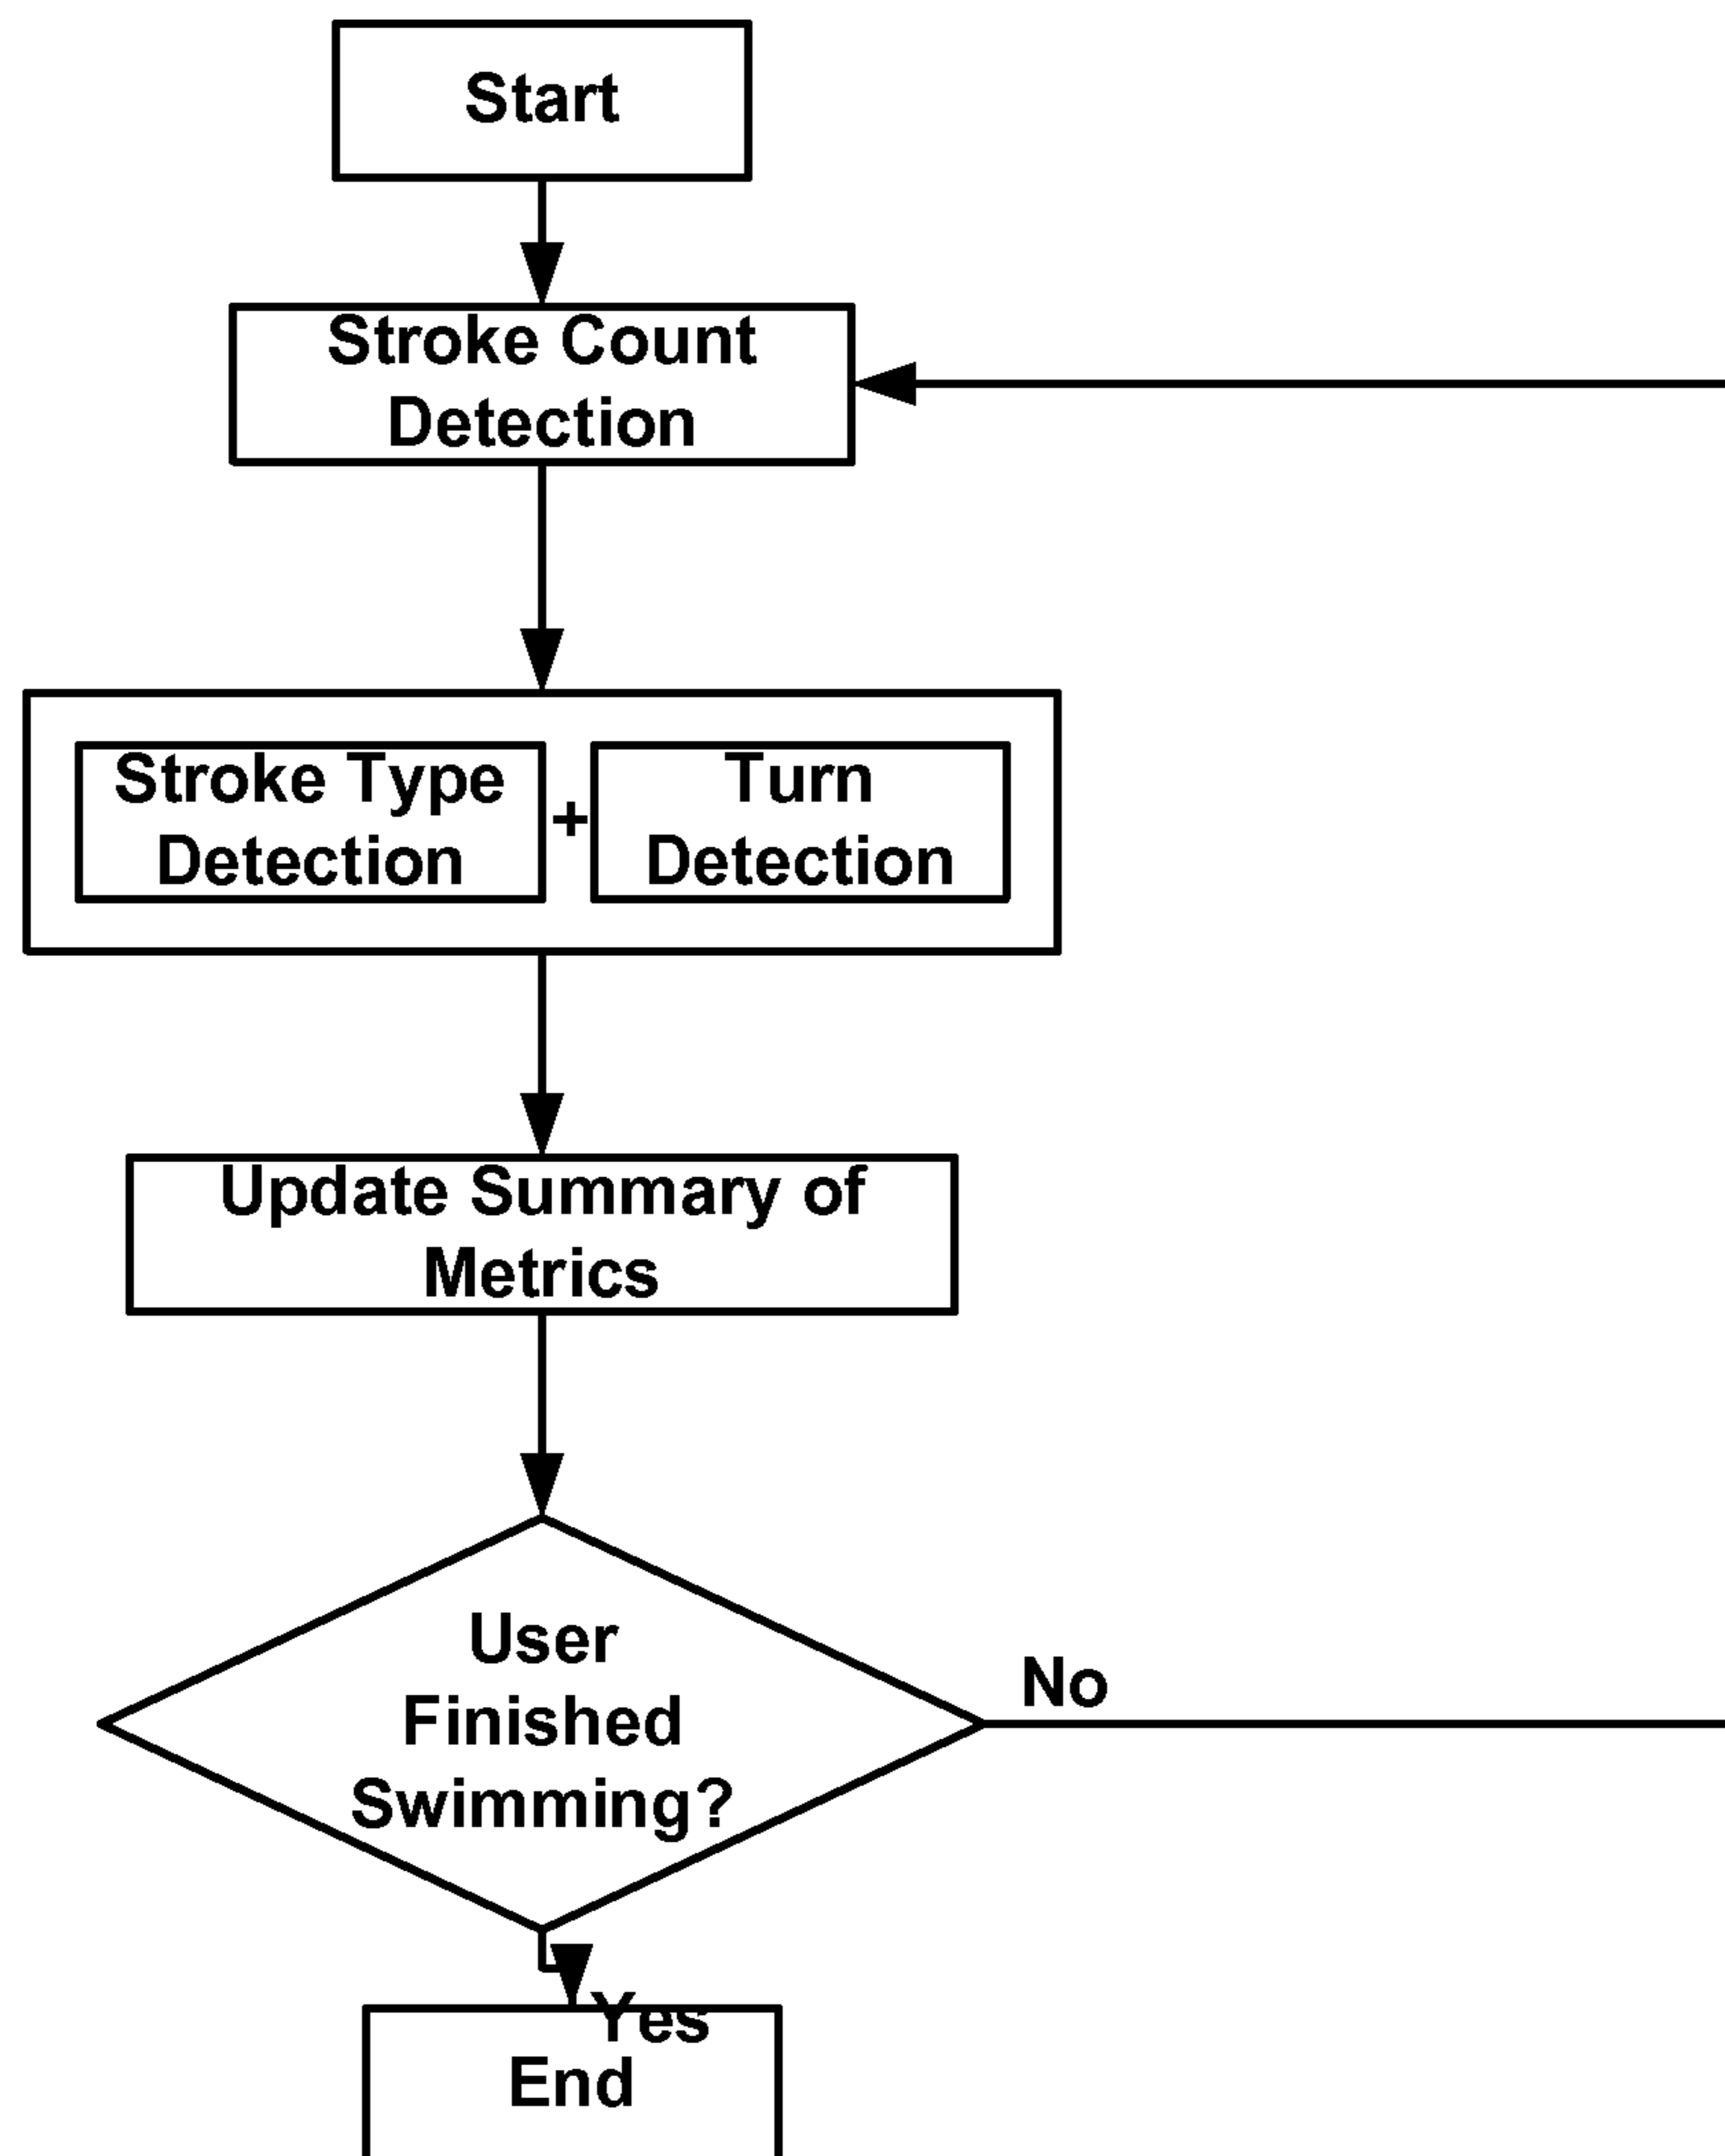 Start
Stroke Count
Detection
Stroke Type
Detection
+
Turn
Detection
Update Summary of
Metrics
User
Finished
Swimming?
No
Yes
End